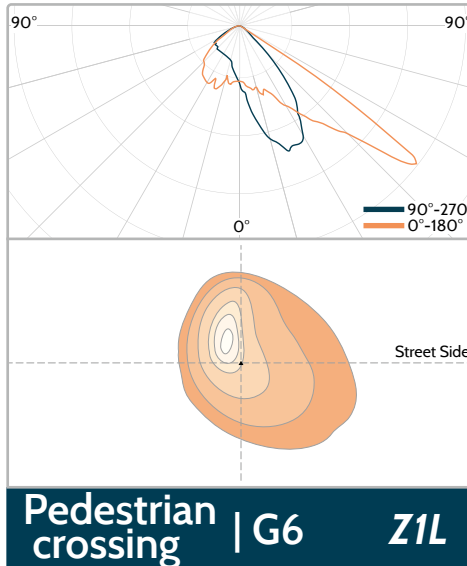 90° 90°
0°
90°-270
0°-180°
Street Side
Pedestrian
crossing | G6 Z1L